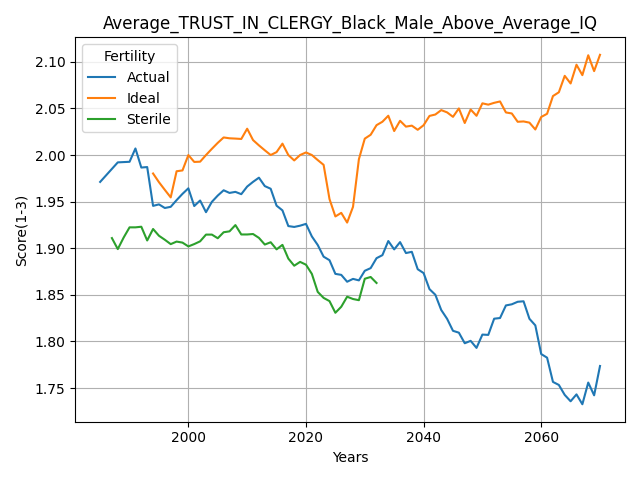 Average_TRUST_IN_CLERGY_Black_Male_Above_Average_IQ
Fertility
Actual
Ideal
Sterile
Score(1-3)
2.10
2.05
2.00
1.95
1.90
1.85
1.80
1.75
2000
2020
2040
2060
Years